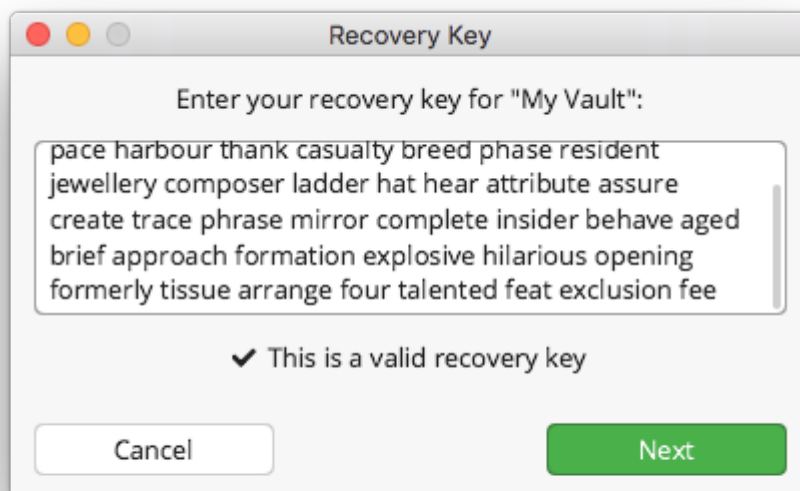 Recovery Key
Enter your recovery key for "My Vault":
pace harbour thank casualty breed phase resident
jewellery composer ladder hat hear attribute assure
create trace phrase mirror complete insider behave aged
brief approach formation explosive hilarious opening
formerly tissue arrange four talented feat exclusion fee
✔ This is a valid recovery key
Cancel
Next